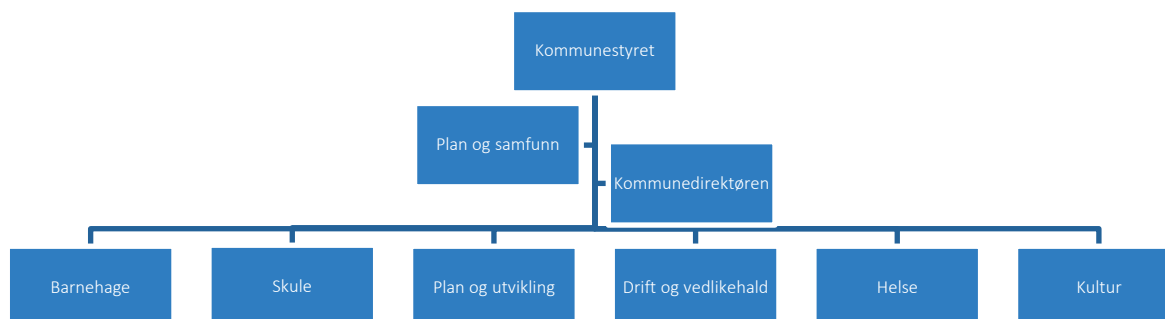 Kommunestyret
Plan og samfunn
Kommunedirektøren
Barnehage
Skule
Plan og utvikling
Drift og vedlikehald
Helse
Kultur